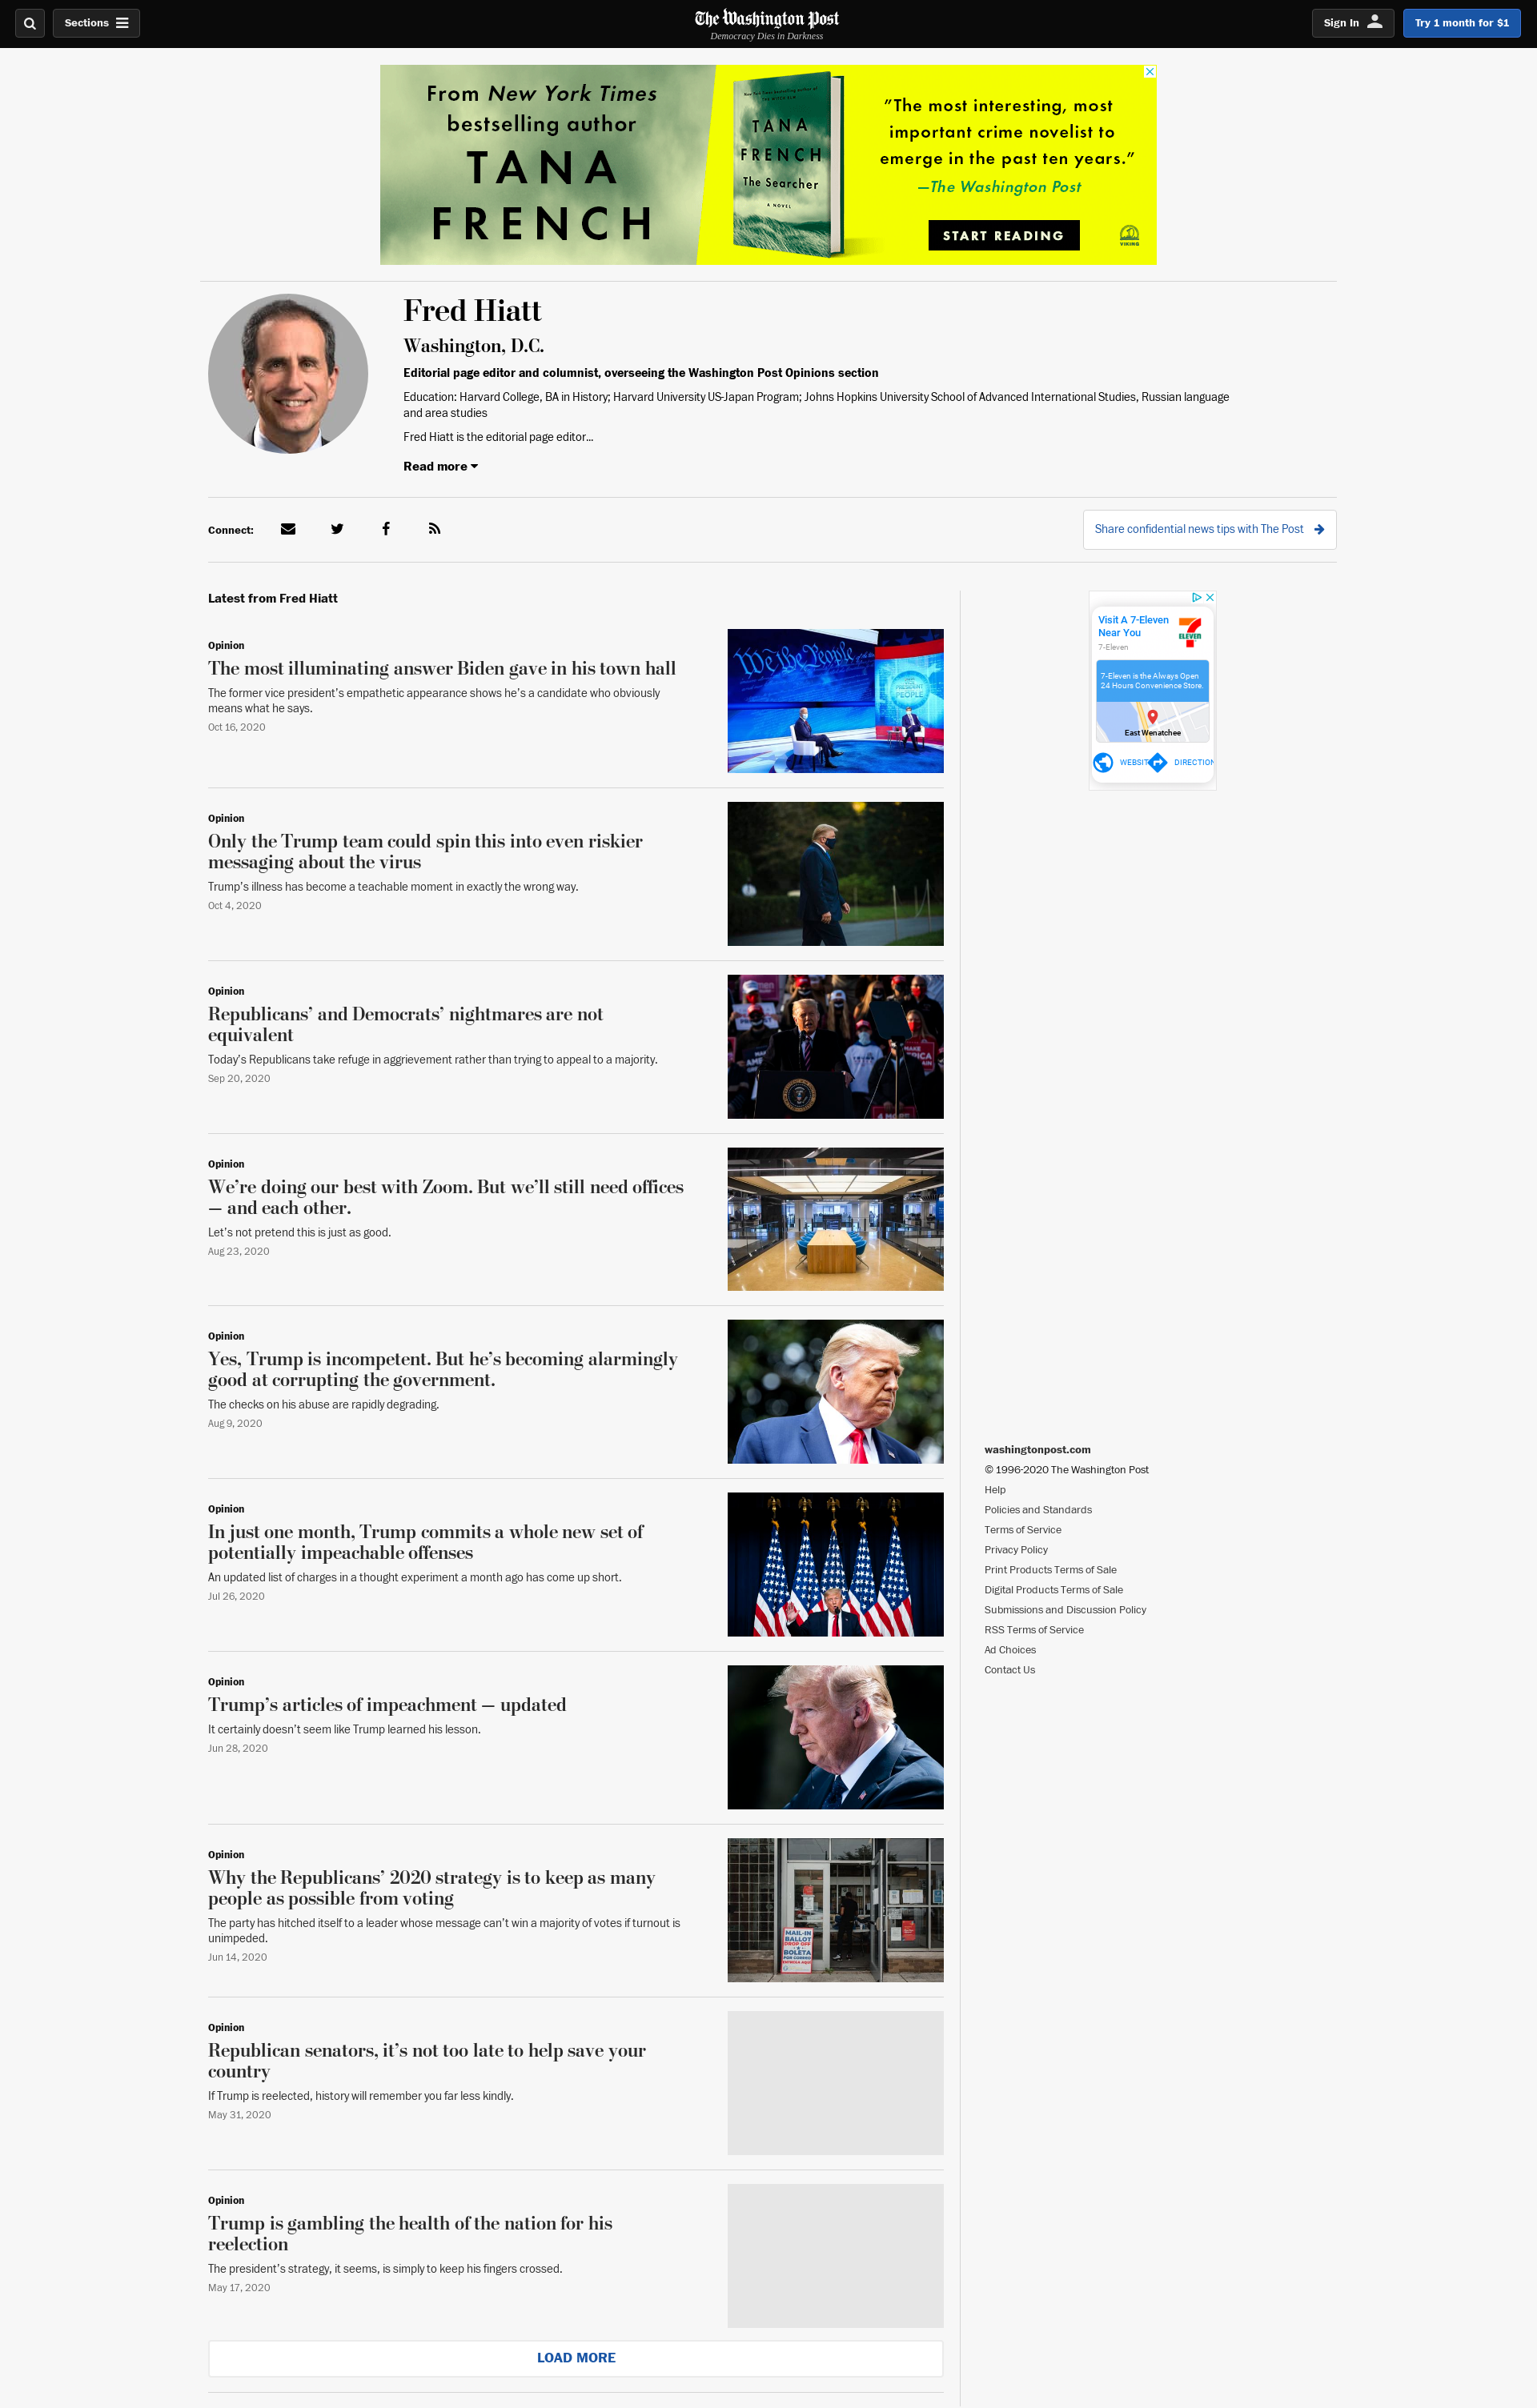 Sections
The Washington Post
Democracy Dies in Darkness
Sign In
Try 1 month for $1
From New York Times
bestselling author
TANA
FRENCH
TANA
FRENCH
The Searcher
A NOVEL
"The most interesting, most
important crime novelist to
emerge in the past ten years."
—The Washington Post
START READING
VIKING
Fred Hiatt
Washington, D.C.
Editorial page editor and columnist, overseeing the Washington Post Opinions section
Education: Harvard College, BA in History; Harvard University US-Japan Program; Johns Hopkins University School of Advanced International Studies, Russian language
and area studies
Fred Hiatt is the editorial page editor...
Read more
Connect:
Share confidential news tips with The Post
Latest from Fred Hiatt
Opinion
The most illuminating answer Biden gave in his town hall
The former vice president’s empathetic appearance shows he’s a candidate who obviously
means what he says.
Oct 16, 2020
We the People
PRESIDENT
PEOPLE
Visit A 7-Eleven
Near You
7-Eleven
ELEVEN
7-Eleven is the Always Open
24 Hours Convenience Store.
East Wenatchee
WEBSIT
DIRECTION
Opinion
Only the Trump team could spin this into even riskier
messaging about the virus
Trump’s illness has become a teachable moment in exactly the wrong way.
Oct 4, 2020
Opinion
Republicans’ and Democrats’ nightmares are not
equivalent
Today’s Republicans take refuge in aggrievement rather than trying to appeal to a majority.
Sep 20, 2020
Opinion
We’re doing our best with Zoom. But we’ll still need offices
— and each other.
Let’s not pretend this is just as good.
Aug 23, 2020
Opinion
Yes, Trump is incompetent. But he’s becoming alarmingly
good at corrupting the government.
The checks on his abuse are rapidly degrading.
Aug 9, 2020
Opinion
In just one month, Trump commits a whole new set of
potentially impeachable offenses
An updated list of charges in a thought experiment a month ago has come up short.
Jul 26, 2020
Opinion
Trump’s articles of impeachment — updated
It certainly doesn’t seem like Trump learned his lesson.
Jun 28, 2020
Opinion
Why the Republicans’ 2020 strategy is to keep as many
people as possible from voting
The party has hitched itself to a leader whose message can’t win a majority of votes if turnout is
unimpeded.
Jun 14, 2020
MAIL-IN
BALLOT
DROP OFF
BOLETA
Opinion
Republican senators, it’s not too late to help save your
country
If Trump is reelected, history will remember you far less kindly.
May 31, 2020
Opinion
Trump is gambling the health of the nation for his
reelection
The president’s strategy, it seems, is simply to keep his fingers crossed.
May 17, 2020
LOAD MORE
washingtonpost.com
© 1996-2020 The Washington Post
Help
Policies and Standards
Terms of Service
Privacy Policy
Print Products Terms of Sale
Digital Products Terms of Sale
Submissions and Discussion Policy
RSS Terms of Service
Ad Choices
Contact Us